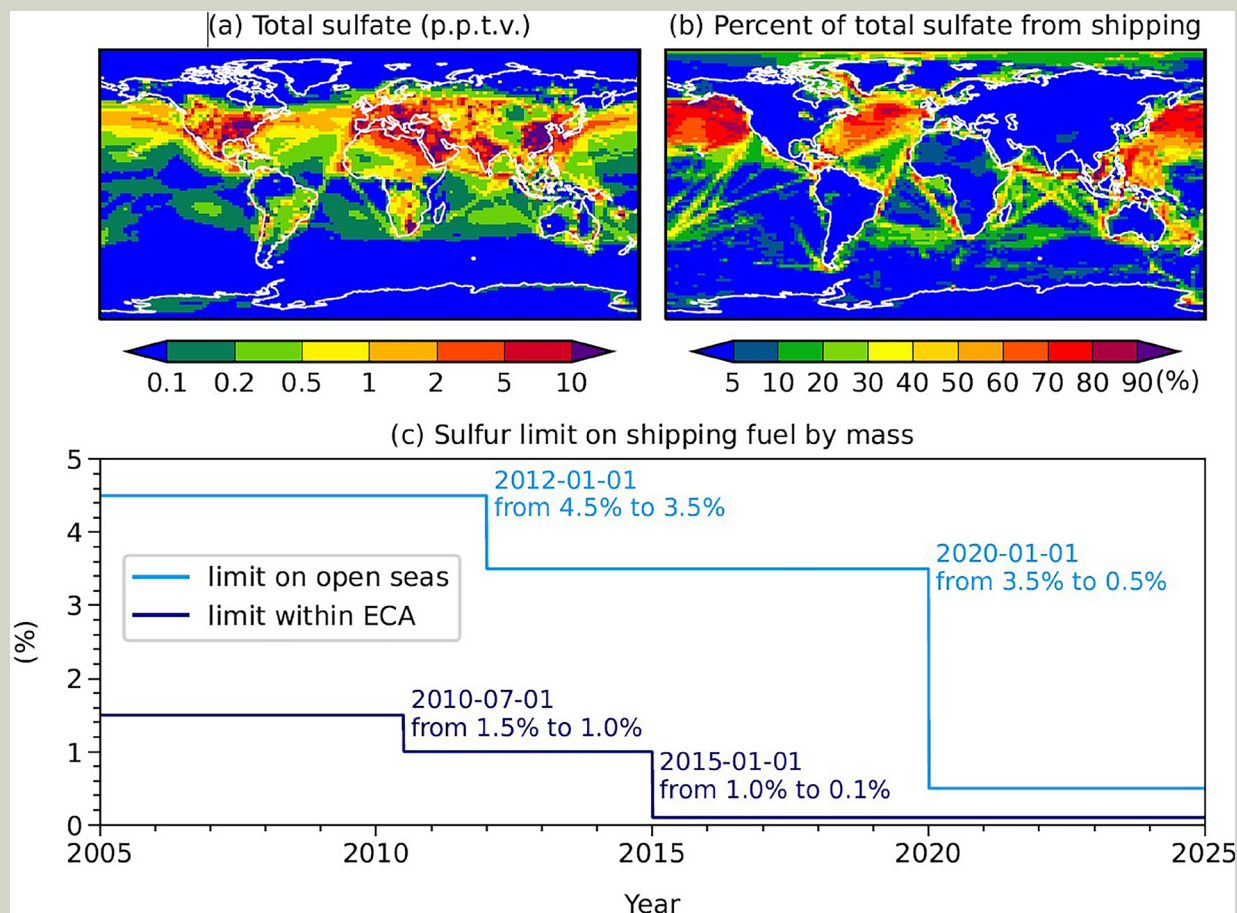 (a) Total sulfate (p.p.t.v.)
(b) Percent of total sulfate from shipping
0.1 0.2 0.5 1 2 5 10
5 10 20 30 40 50 60 70 80 90(%)
(c) Sulfur limit on shipping fuel by mass
5
4
3
2
1
0
(%)
2012-01-01
from 4.5% to 3.5%
2020-01-01
from 3.5% to 0.5%
limit on open seas
limit within ECA
2010-07-01
from 1.5% to 1.0%
2015-01-01
from 1.0% to 0.1%
2005 2010 2015 2020 2025
Year